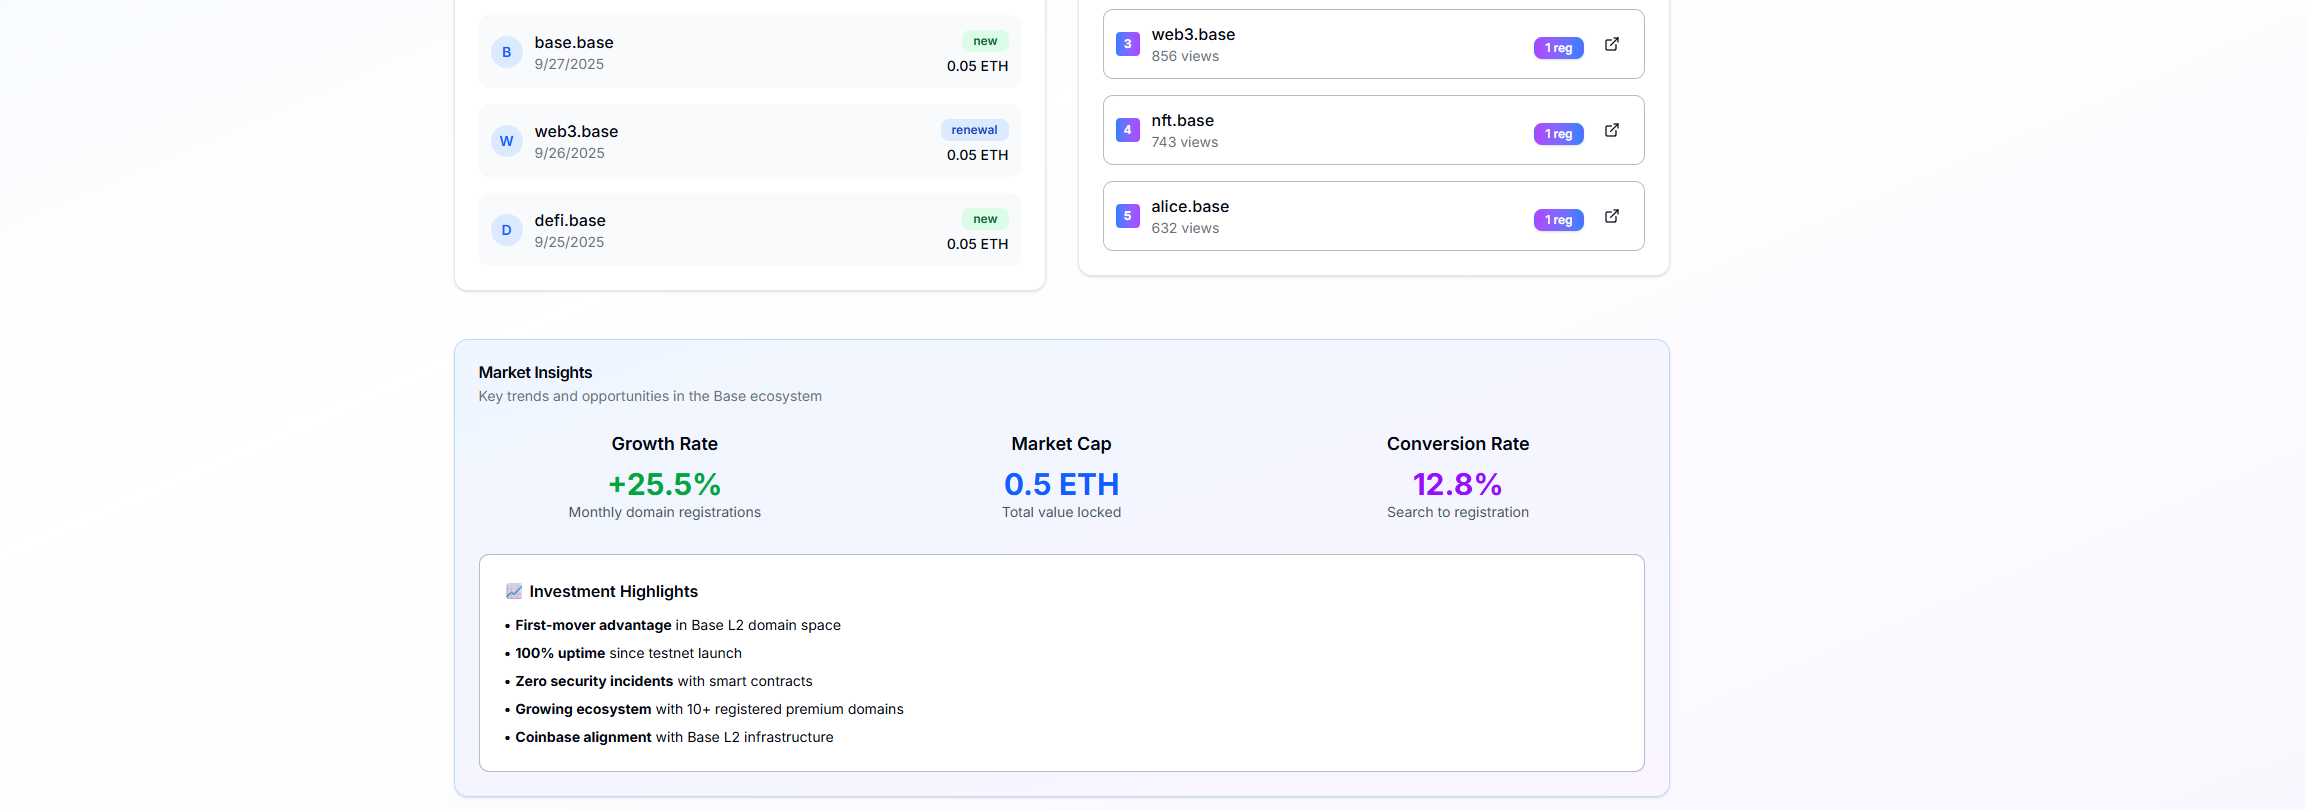 B
base.base
9/27/2025
new
0.05 ETH
W
web3.base
9/26/2025
renewal
0.05 ETH
D
defi.base
9/25/2025
new
0.05 ETH
3
web3.base
856 views
1 reg
4
nft.base
743 views
1 reg
5
alice.base
632 views
1 reg
Market Insights
Key trends and opportunities in the Base ecosystem
Growth Rate
+25.5%
Monthly domain registrations
Market Cap
0.5 ETH
Total value locked
Conversion Rate
12.8%
Search to registration
Investment Highlights
• First-mover advantage in Base L2 domain space
• 100% uptime since testnet launch
• Zero security incidents with smart contracts
• Growing ecosystem with 10+ registered premium domains
• Coinbase alignment with Base L2 infrastructure